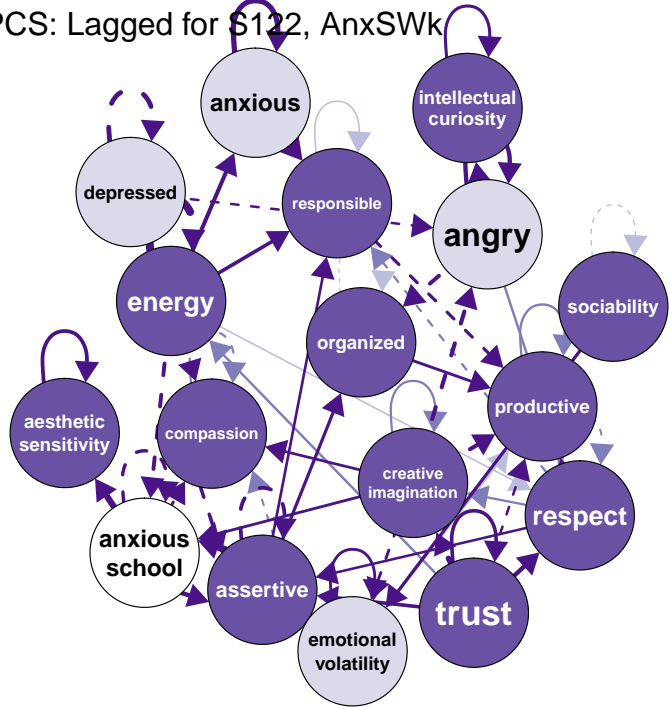 PCS: Lagged for S122, AnxSWk
anxious
intellectual
curiosity
depressed
responsible
angry
energy
sociability
organized
productive
aesthetic
sensitivity
compassion
creative
imagination
respect
anxious
school
assertive
trust
emotional
volatility